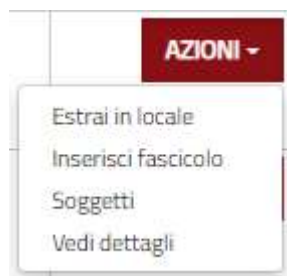 AZIONI
Estrai in locale
Inserisci fascicolo
Soggetti
Vedi dettagli